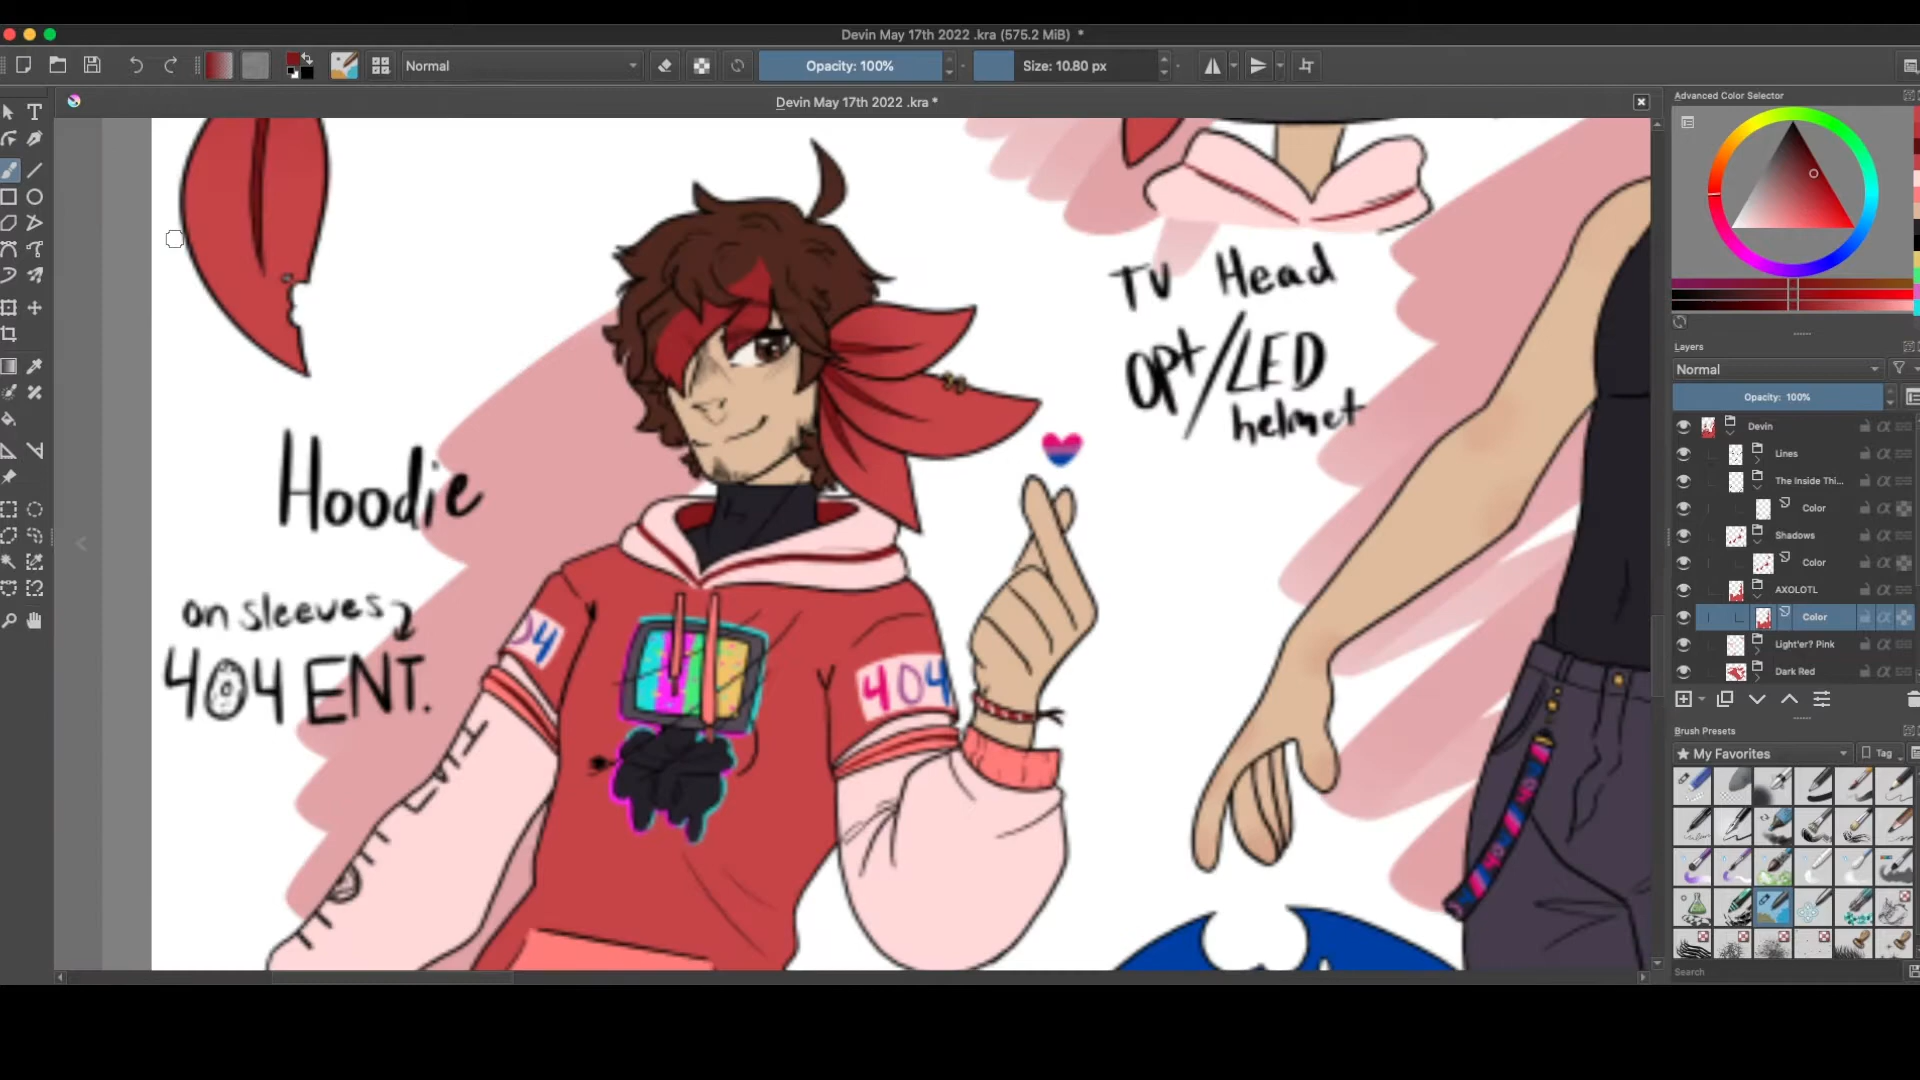 Devin May 17th 2022 .kra (575.2 MiB) *
Normal
Opacity: 100%
Size: 10.80 px
Devin May 17th 2022 .kra *
Advanced Color Selector
Layers
Normal
Opacity: 100%
Devin
Lines
The Inside Thi...
Color
Shadows
Color
AXOLOTL
Color
Light'er? Pink
Dark Red
Brush Presets
★ My Favorites
Tag
Search
TV Head
opt/LED
helmet
Hoodie
on sleeves
404 ENT.
04
404